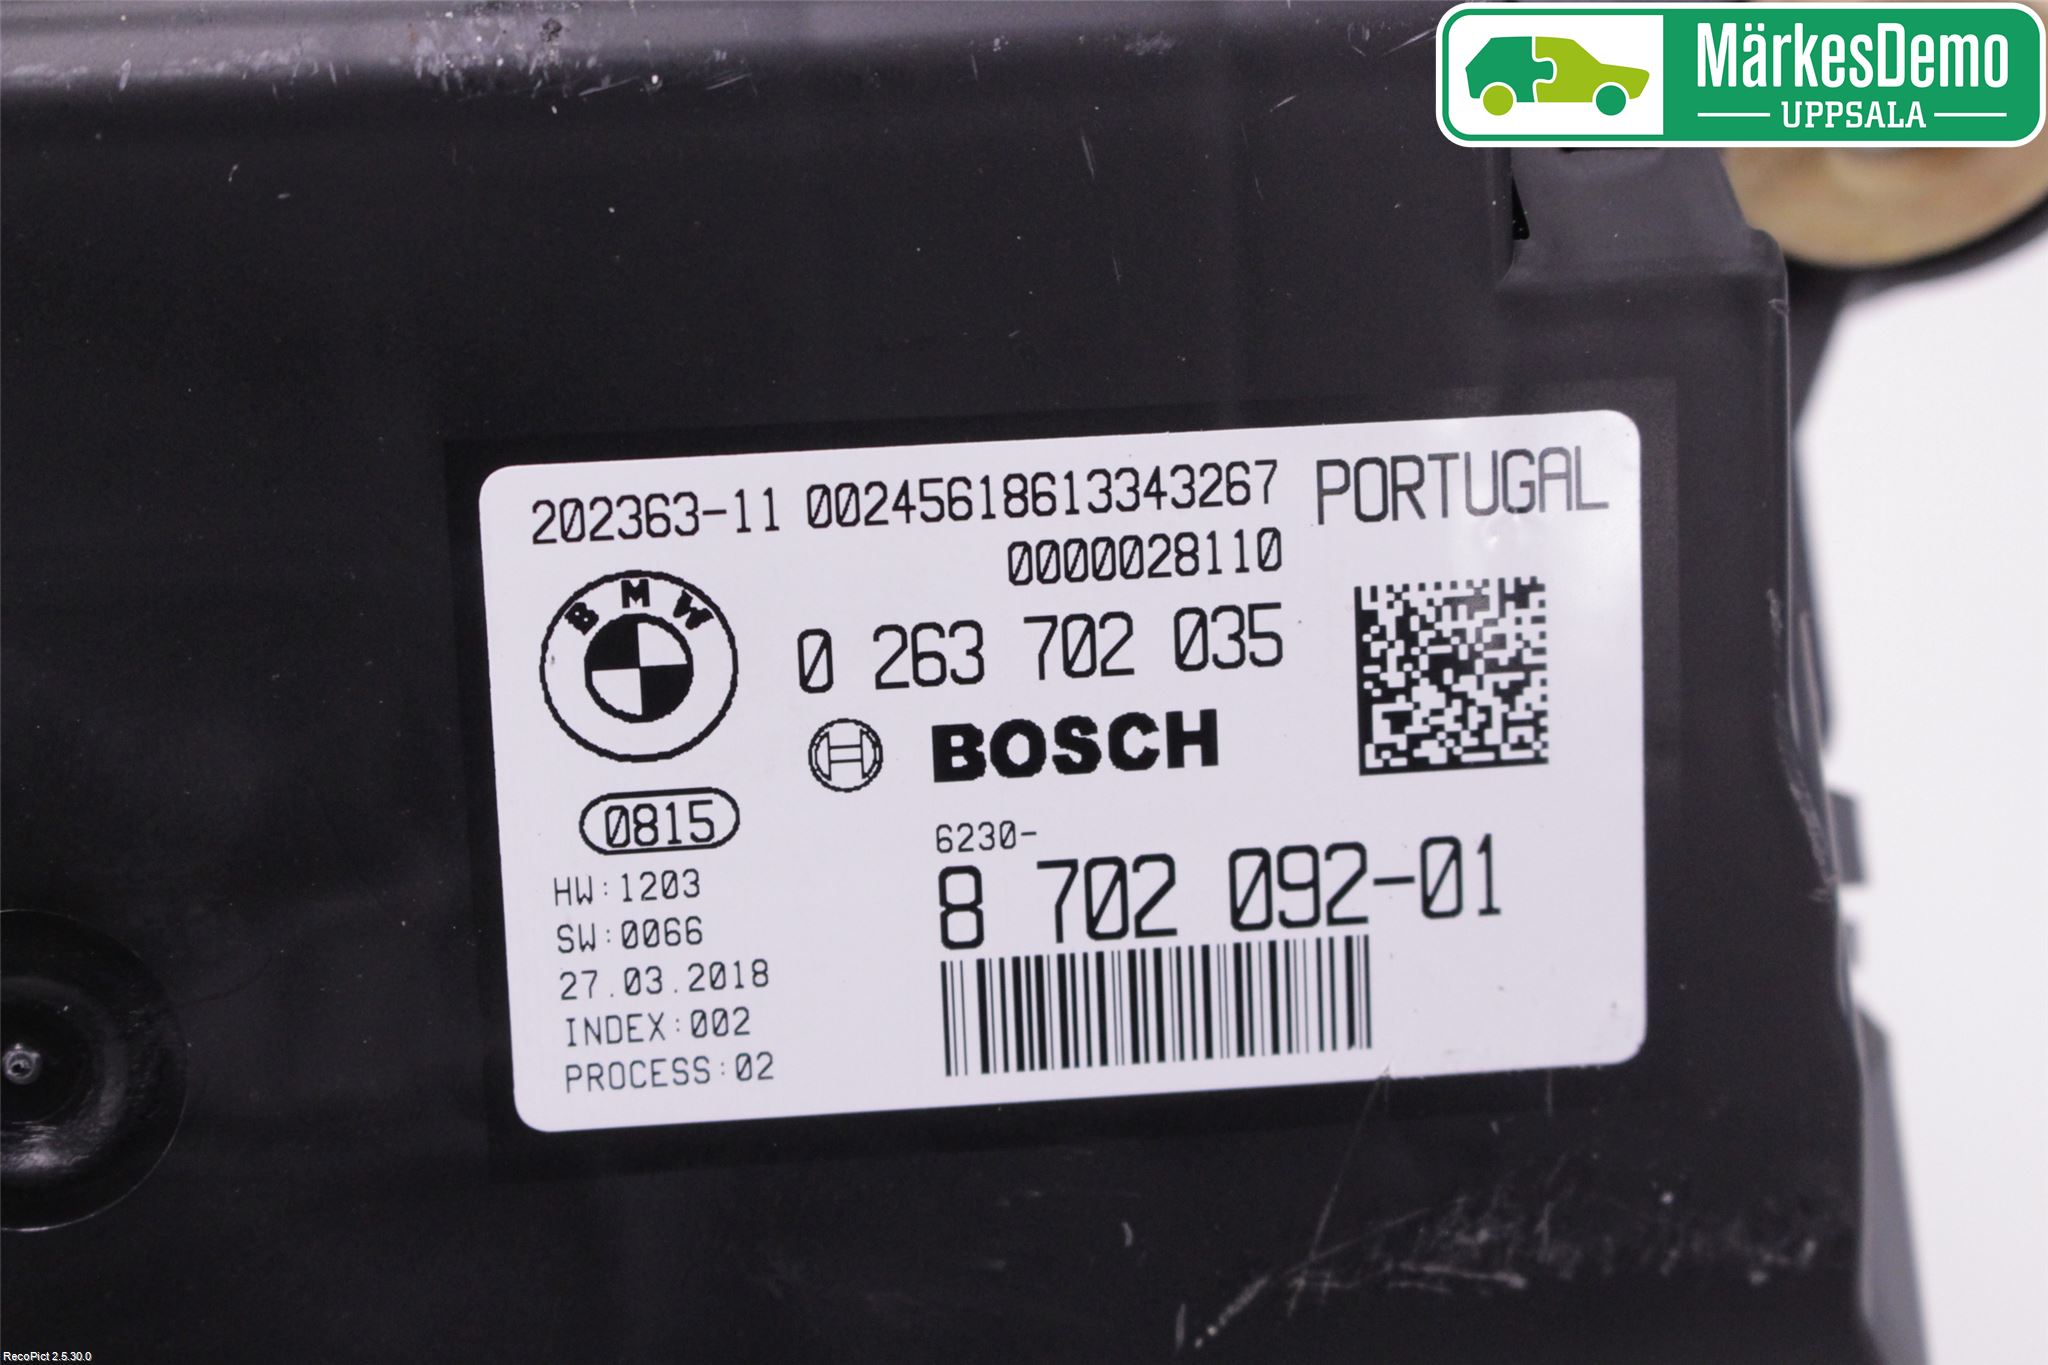 MärkesDemo
UPPSALA
202363-11 00245618613343267 PORTUGAL
0000028110
BMW
0 263 702 035
BOSCH
0815
6230-
8 702 092-01
HW:1203
SW:0066
27.03.2018
INDEX:002
PROCESS:02
RecoPict 2.5.30.0